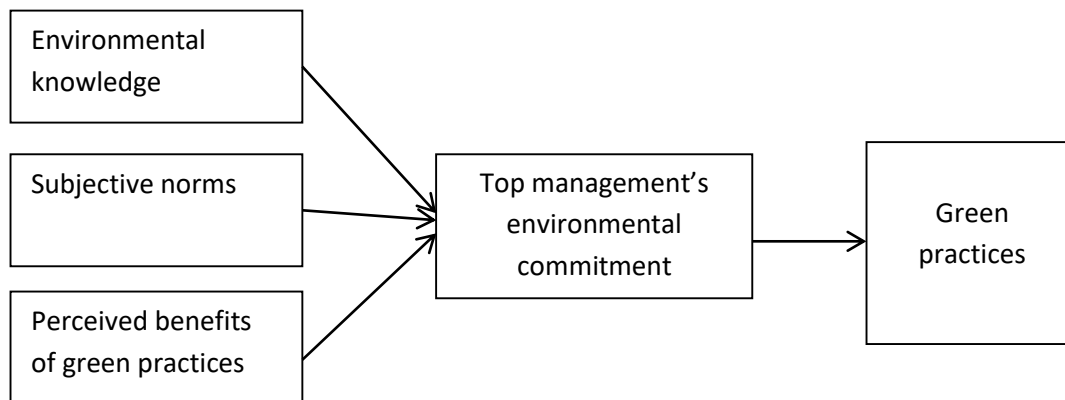 Environmental
knowledge
Subjective norms
Perceived benefits
of green practices
Top management’s
environmental
commitment
Green
practices